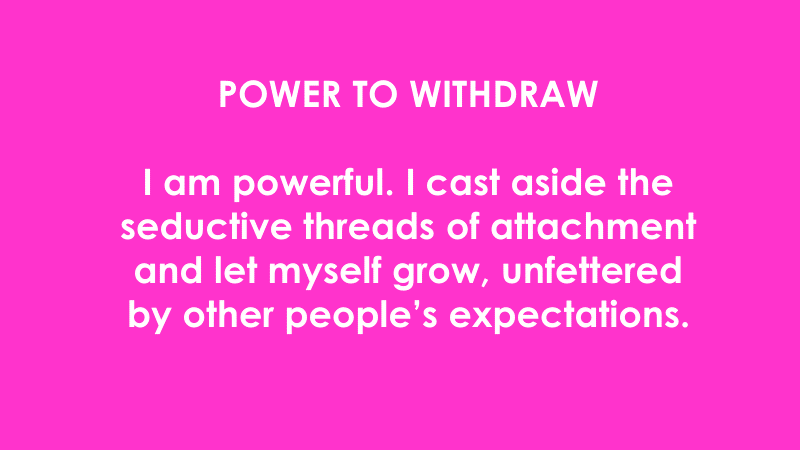 POWER TO WITHDRAW
I am powerful. I cast aside the
seductive threads of attachment
and let myself grow, unfettered
by other people’s expectations.